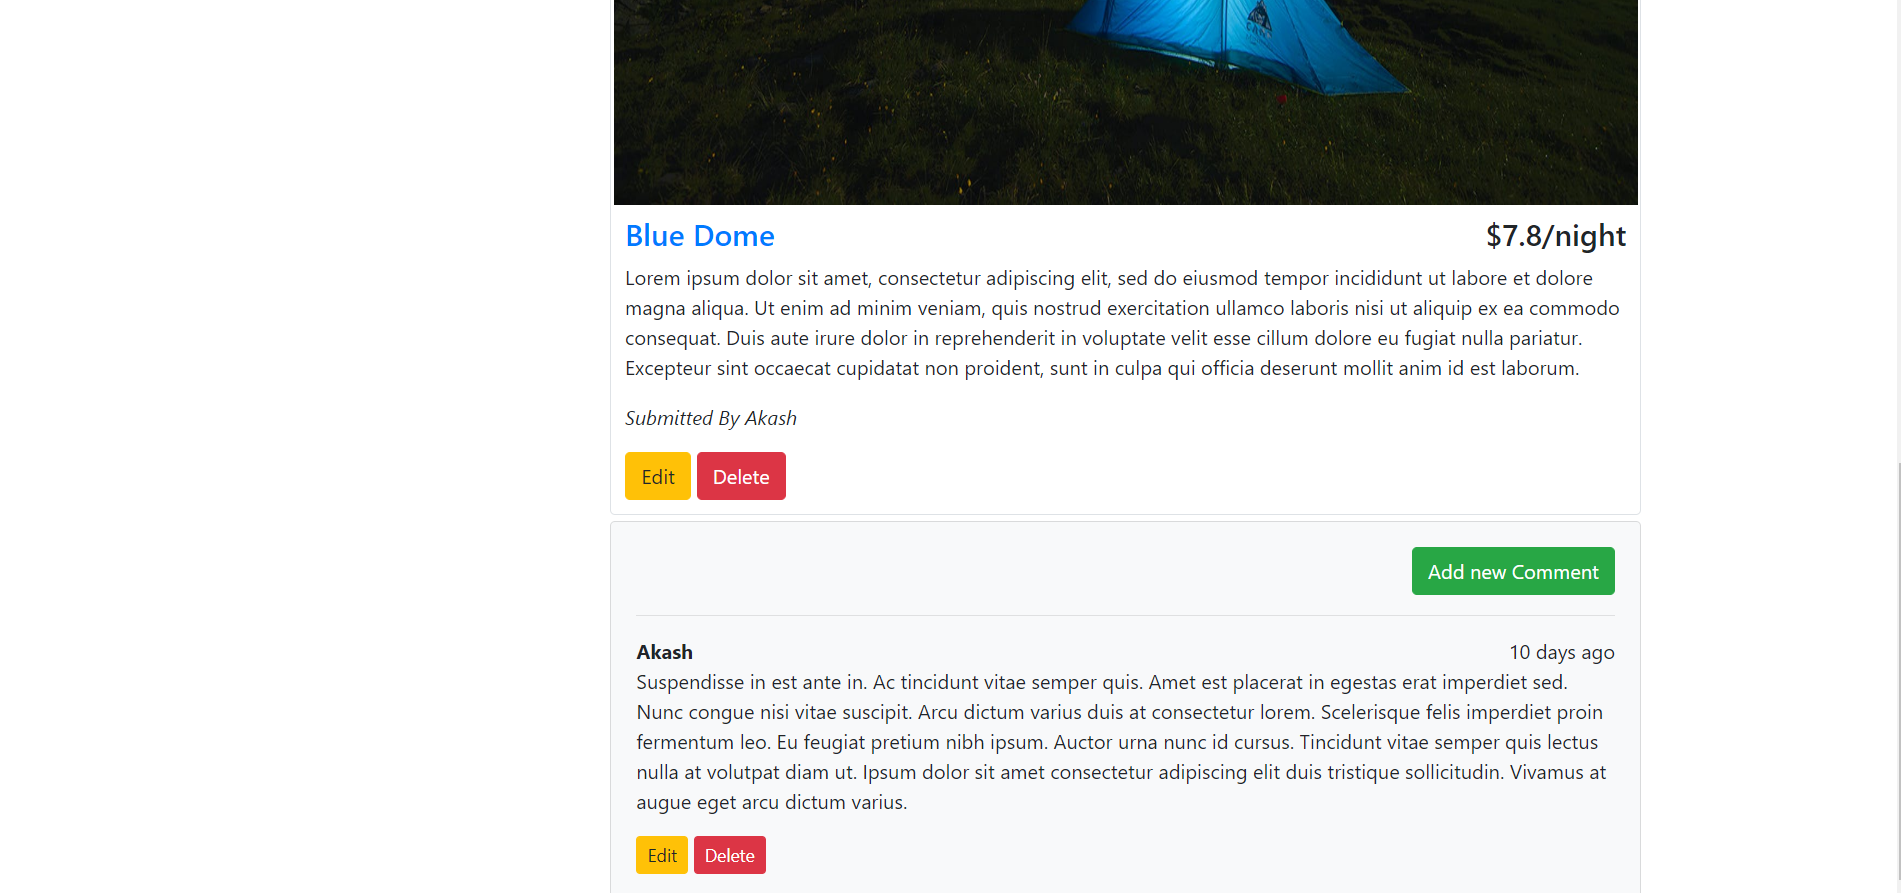 Blue Dome
$7.8/night
Lorem ipsum dolor sit amet, consectetur adipiscing elit, sed do eiusmod tempor incididunt ut labore et dolore
magna aliqua. Ut enim ad minim veniam, quis nostrud exercitation ullamco laboris nisi ut aliquip ex ea commodo
consequat. Duis aute irure dolor in reprehenderit in voluptate velit esse cillum dolore eu fugiat nulla pariatur.
Excepteur sint occaecat cupidatat non proident, sunt in culpa qui officia deserunt mollit anim id est laborum.
Submitted By Akash
Edit
Delete
Add new Comment
Akash
10 days ago
Suspendisse in est ante in. Ac tincidunt vitae semper quis. Amet est placerat in egestas erat imperdiet sed.
Nunc congue nisi vitae suscipit. Arcu dictum varius duis at consectetur lorem. Scelerisque felis imperdiet proin
fermentum leo. Eu feugiat pretium nibh ipsum. Auctor urna nunc id cursus. Tincidunt vitae semper quis lectus
nulla at volutpat diam ut. Ipsum dolor sit amet consectetur adipiscing elit duis tristique sollicitudin. Vivamus at
augue eget arcu dictum varius.
Edit
Delete